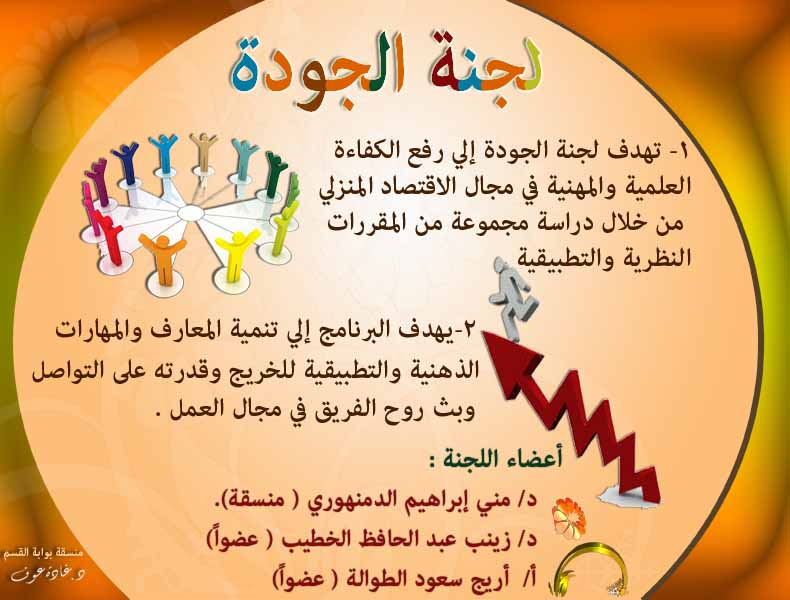 لجنة الجودة
١- تهدف لجنة الجودة إلي رفع الكفاءة
العلمية والمهنية في مجال الاقتصاد المنزلي
من خلال دراسة مجموعة من المقررات
النظرية والتطبيقية
٢-يهدف البرنامج إلي تنمية المعارف والمهارات
الذهنية والتطبيقية للخريج وقدرته على التواصل
وبث روح الفريق في مجال العمل .
أعضاء اللجنة :
د/ مني إبراهيم الدمنهوري ( منسقة).
د/ زينب عبد الحافظ الخطيب ( عضواً)
أ/ أريج سعود الطوالة ( عضواً)
منسقة بوابة القسم
د.غادة عوف